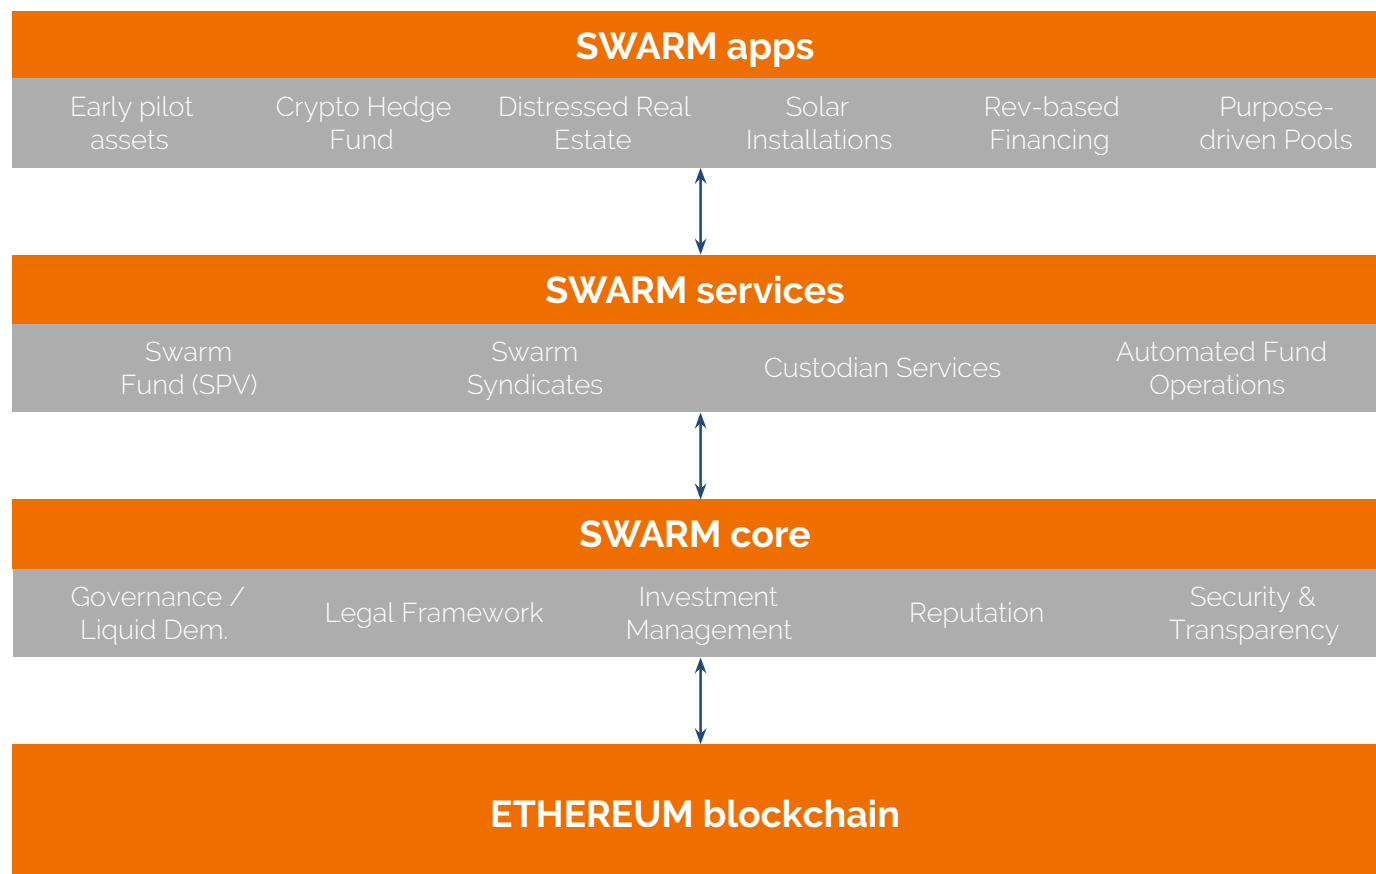 SWARM apps
Early pilot
assets
Crypto Hedge
Fund
Distressed Real
Estate
Solar
Installations
Rev-based
Financing
Purpose-
driven Pools
SWARM services
Swarm
Fund (SPV)
Swarm
Syndicates
Custodian Services
Automated Fund
Operations
SWARM core
Governance /
Liquid Dem.
Legal Framework
Investment
Management
Reputation
Security &
Transparency
ETHEREUM blockchain